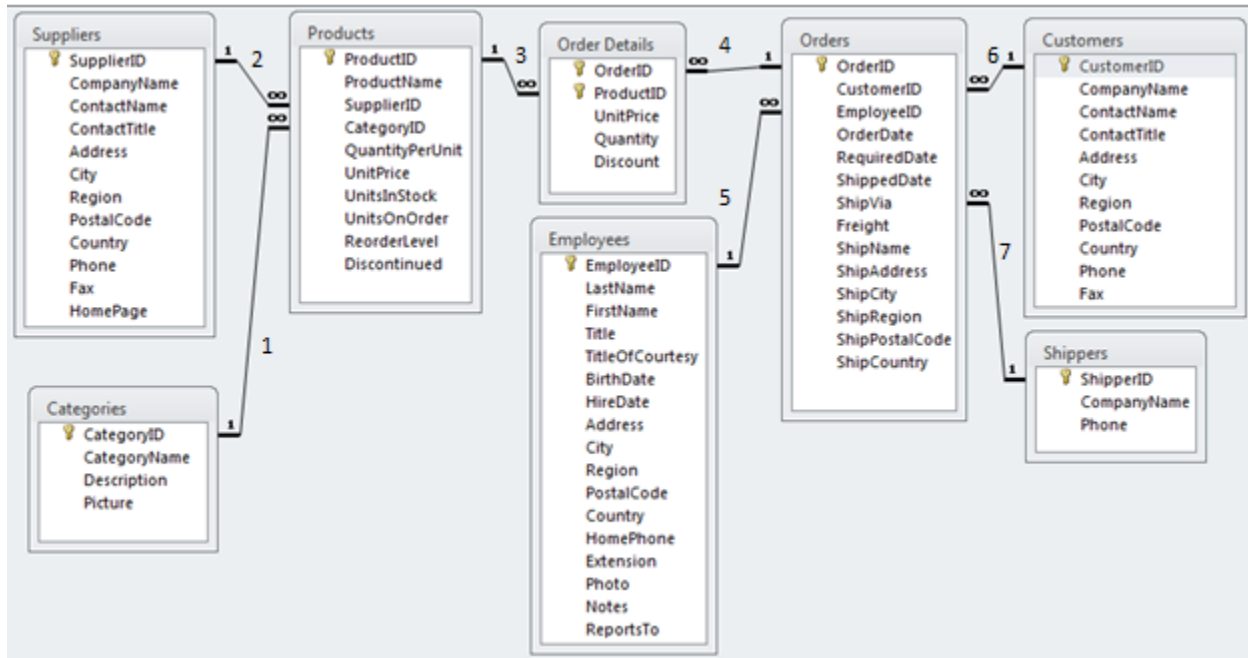 Suppliers
SupplierID
CompanyName
ContactName
ContactTitle
Address
City
Region
PostalCode
Country
Phone
Fax
HomePage
1
2
∞
∞
1
1
Categories
CategoryID
CategoryName
Description
Picture
Products
ProductID
ProductName
SupplierID
CategoryID
QuantityPerUnit
UnitPrice
UnitsInStock
UnitsOnOrder
ReorderLevel
Discontinued
1
3
∞
Order Details
OrderID
ProductID
UnitPrice
Quantity
Discount
4
∞
1
∞
5
1
Employees
EmployeeID
LastName
FirstName
Title
TitleOfCourtesy
BirthDate
HireDate
Address
City
Region
PostalCode
Country
HomePhone
Extension
Photo
Notes
ReportsTo
Orders
OrderID
CustomerID
EmployeeID
OrderDate
RequiredDate
ShippedDate
ShipVia
Freight
ShipName
ShipAddress
ShipCity
ShipRegion
ShipPostalCode
ShipCountry
6
1
∞
∞
7
1
Customers
CustomerID
CompanyName
ContactName
ContactTitle
Address
City
Region
PostalCode
Country
Phone
Fax
Shippers
ShipperID
CompanyName
Phone